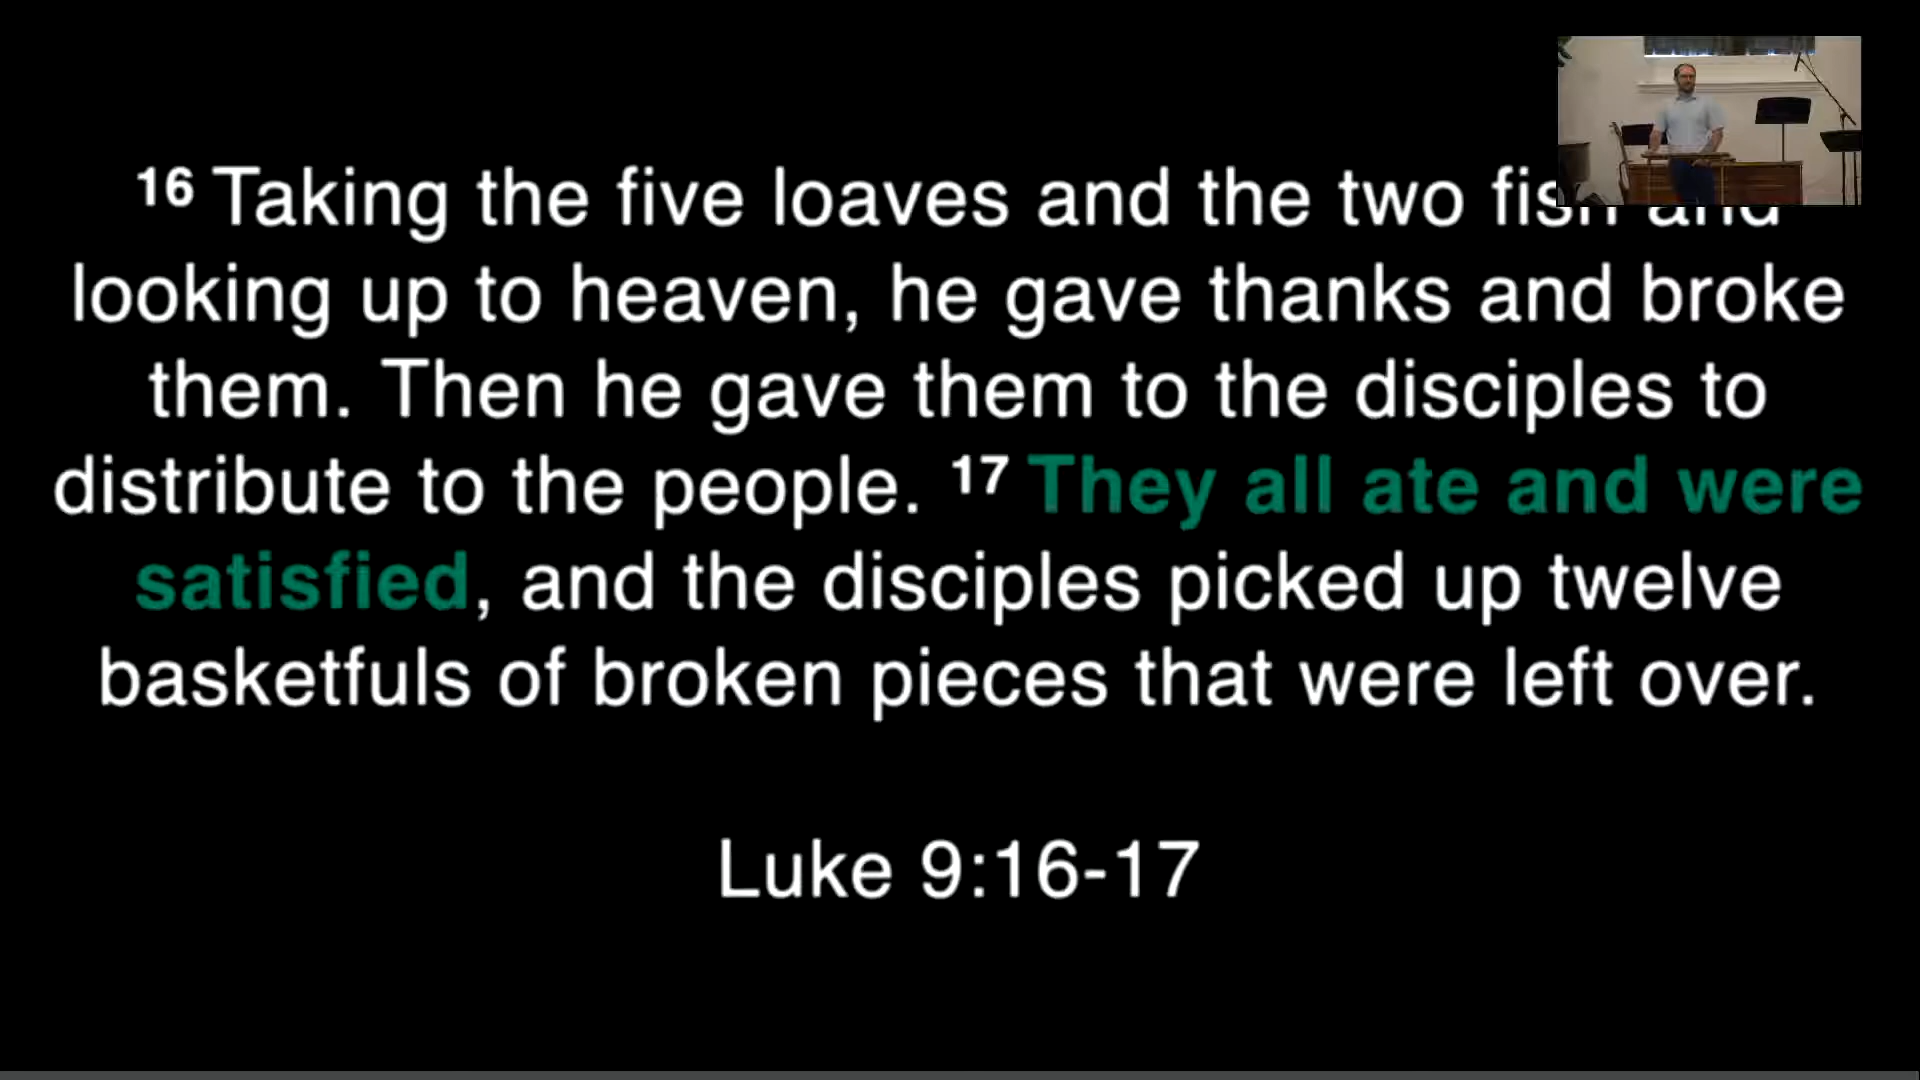 16 Taking the five loaves and the two fish and
looking up to heaven, he gave thanks and broke
them. Then he gave them to the disciples to
distribute to the people. 17 They all ate and were
satisfied, and the disciples picked up twelve
basketfuls of broken pieces that were left over.
Luke 9:16-17